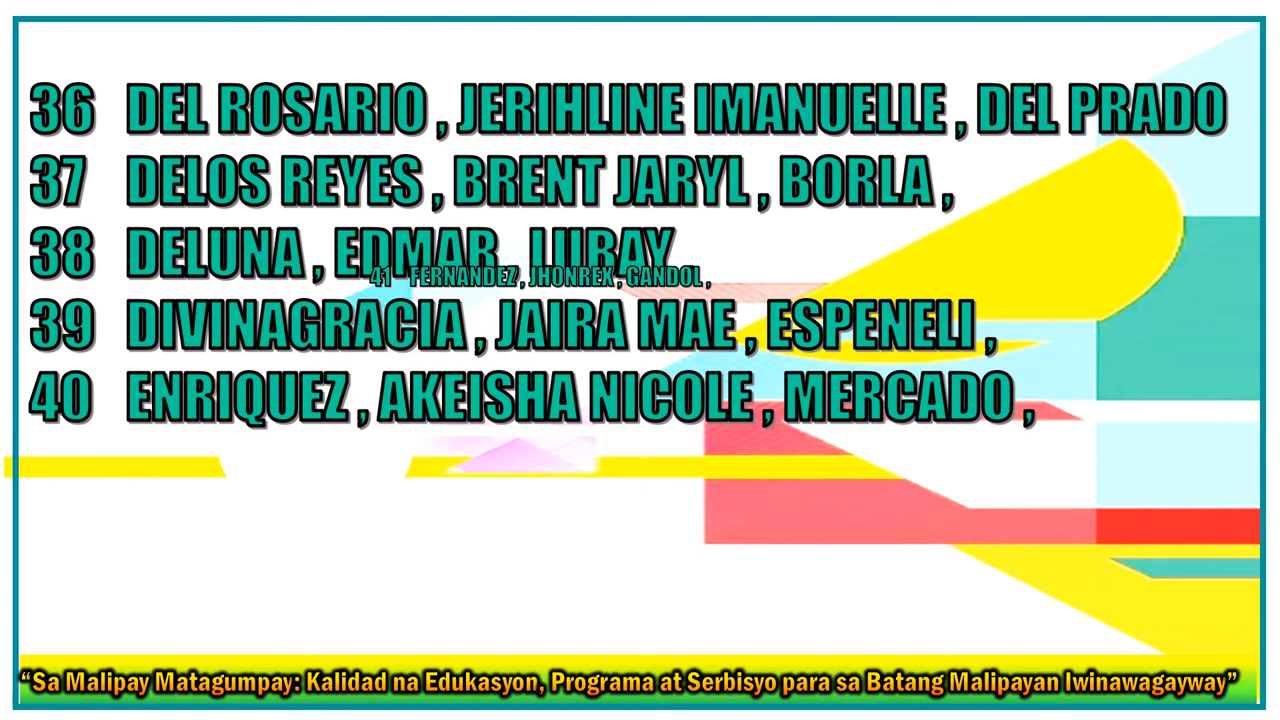 36 DEL ROSARIO , JERIHLINE IMANUELLE , DEL PRADO
37 DELOS REYES , BRENT JARYL , BORLA ,
38 DELUNA , EDMAR , LUBAY
41 FERNANDEZ , JHONREX , GANDOL ,
39 DIVINAGRACIA , JAIRA MAE , ESPENELI ,
40 ENRIQUEZ , AKEISHA NICOLE , MERCADO ,
“Sa Malipay Matagumpay: Kalidad na Edukasyon, Programa at Serbisyo para sa Batang Malipayan Iwinawagayway”